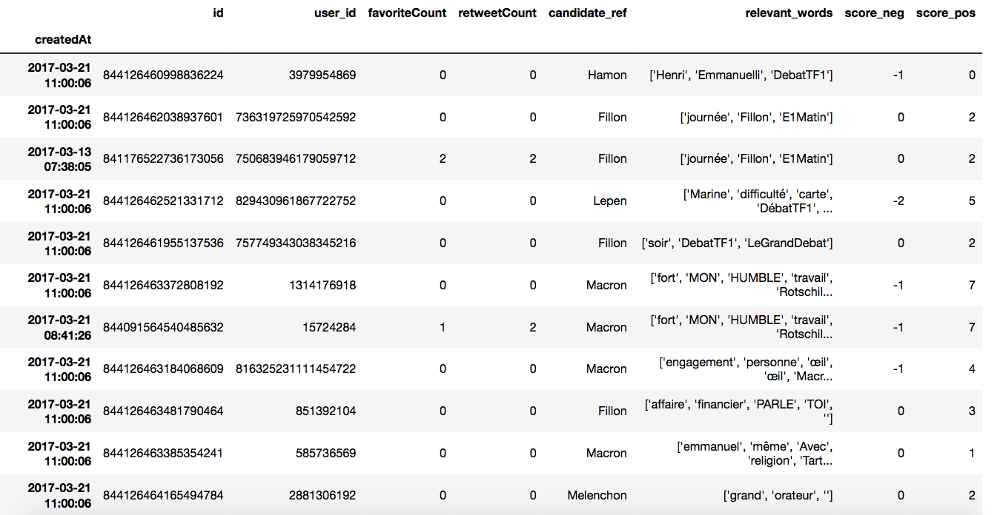 id user_id favoriteCount retweetCount candidate_ref relevant_words score_neg score_pos
createdAt
2017-03-21 11:00:06 844126460998836224 3979954869 0 0 Hamon ['Henri', 'Emmanuelli', 'DebatTF1'] -1 0
2017-03-21 11:00:06 844126462038937601 736319725970542592 0 0 Fillon ['journée', 'Fillon', 'E1Matin'] 0 2
2017-03-13 07:38:05 841176522736173056 750683946179059712 2 2 Fillon ['journée', 'Fillon', 'E1Matin'] 0 2
2017-03-21 11:00:06 844126462521331712 829430961867722752 0 0 Lepen ['Marine', 'difficulté', 'carte', 'DébatTF1', ... -2 5
2017-03-21 11:00:06 844126461955137536 757749343038345216 0 0 Fillon ['soir', 'DebatTF1', 'LeGrandDebat'] 0 2
2017-03-21 11:00:06 844126463372808192 1314176918 0 0 Macron ['fort', 'MON', 'HUMBLE', 'travail', 'Rotschil... -1 7
2017-03-21 08:41:26 844091564540485632 15724284 1 2 Macron ['fort', 'MON', 'HUMBLE', 'travail', 'Rotschil... -1 7
2017-03-21 11:00:06 844126463184068609 816325231111454722 0 0 Macron ['engagement', 'personne', 'œil', 'œil', 'Macr... -1 4
2017-03-21 11:00:06 844126463481790464 851392104 0 0 Fillon ['affaire', 'financier', 'PARLE', 'TOI', ''] 0 3
2017-03-21 11:00:06 844126463385354241 585736569 0 0 Macron ['emmanuel', 'même', 'Avec', 'religion', 'Tart... 0 1
2017-03-21 11:00:06 844126464165494784 2881306192 0 0 Melenchon ['grand', 'orateur', ''] 0 2